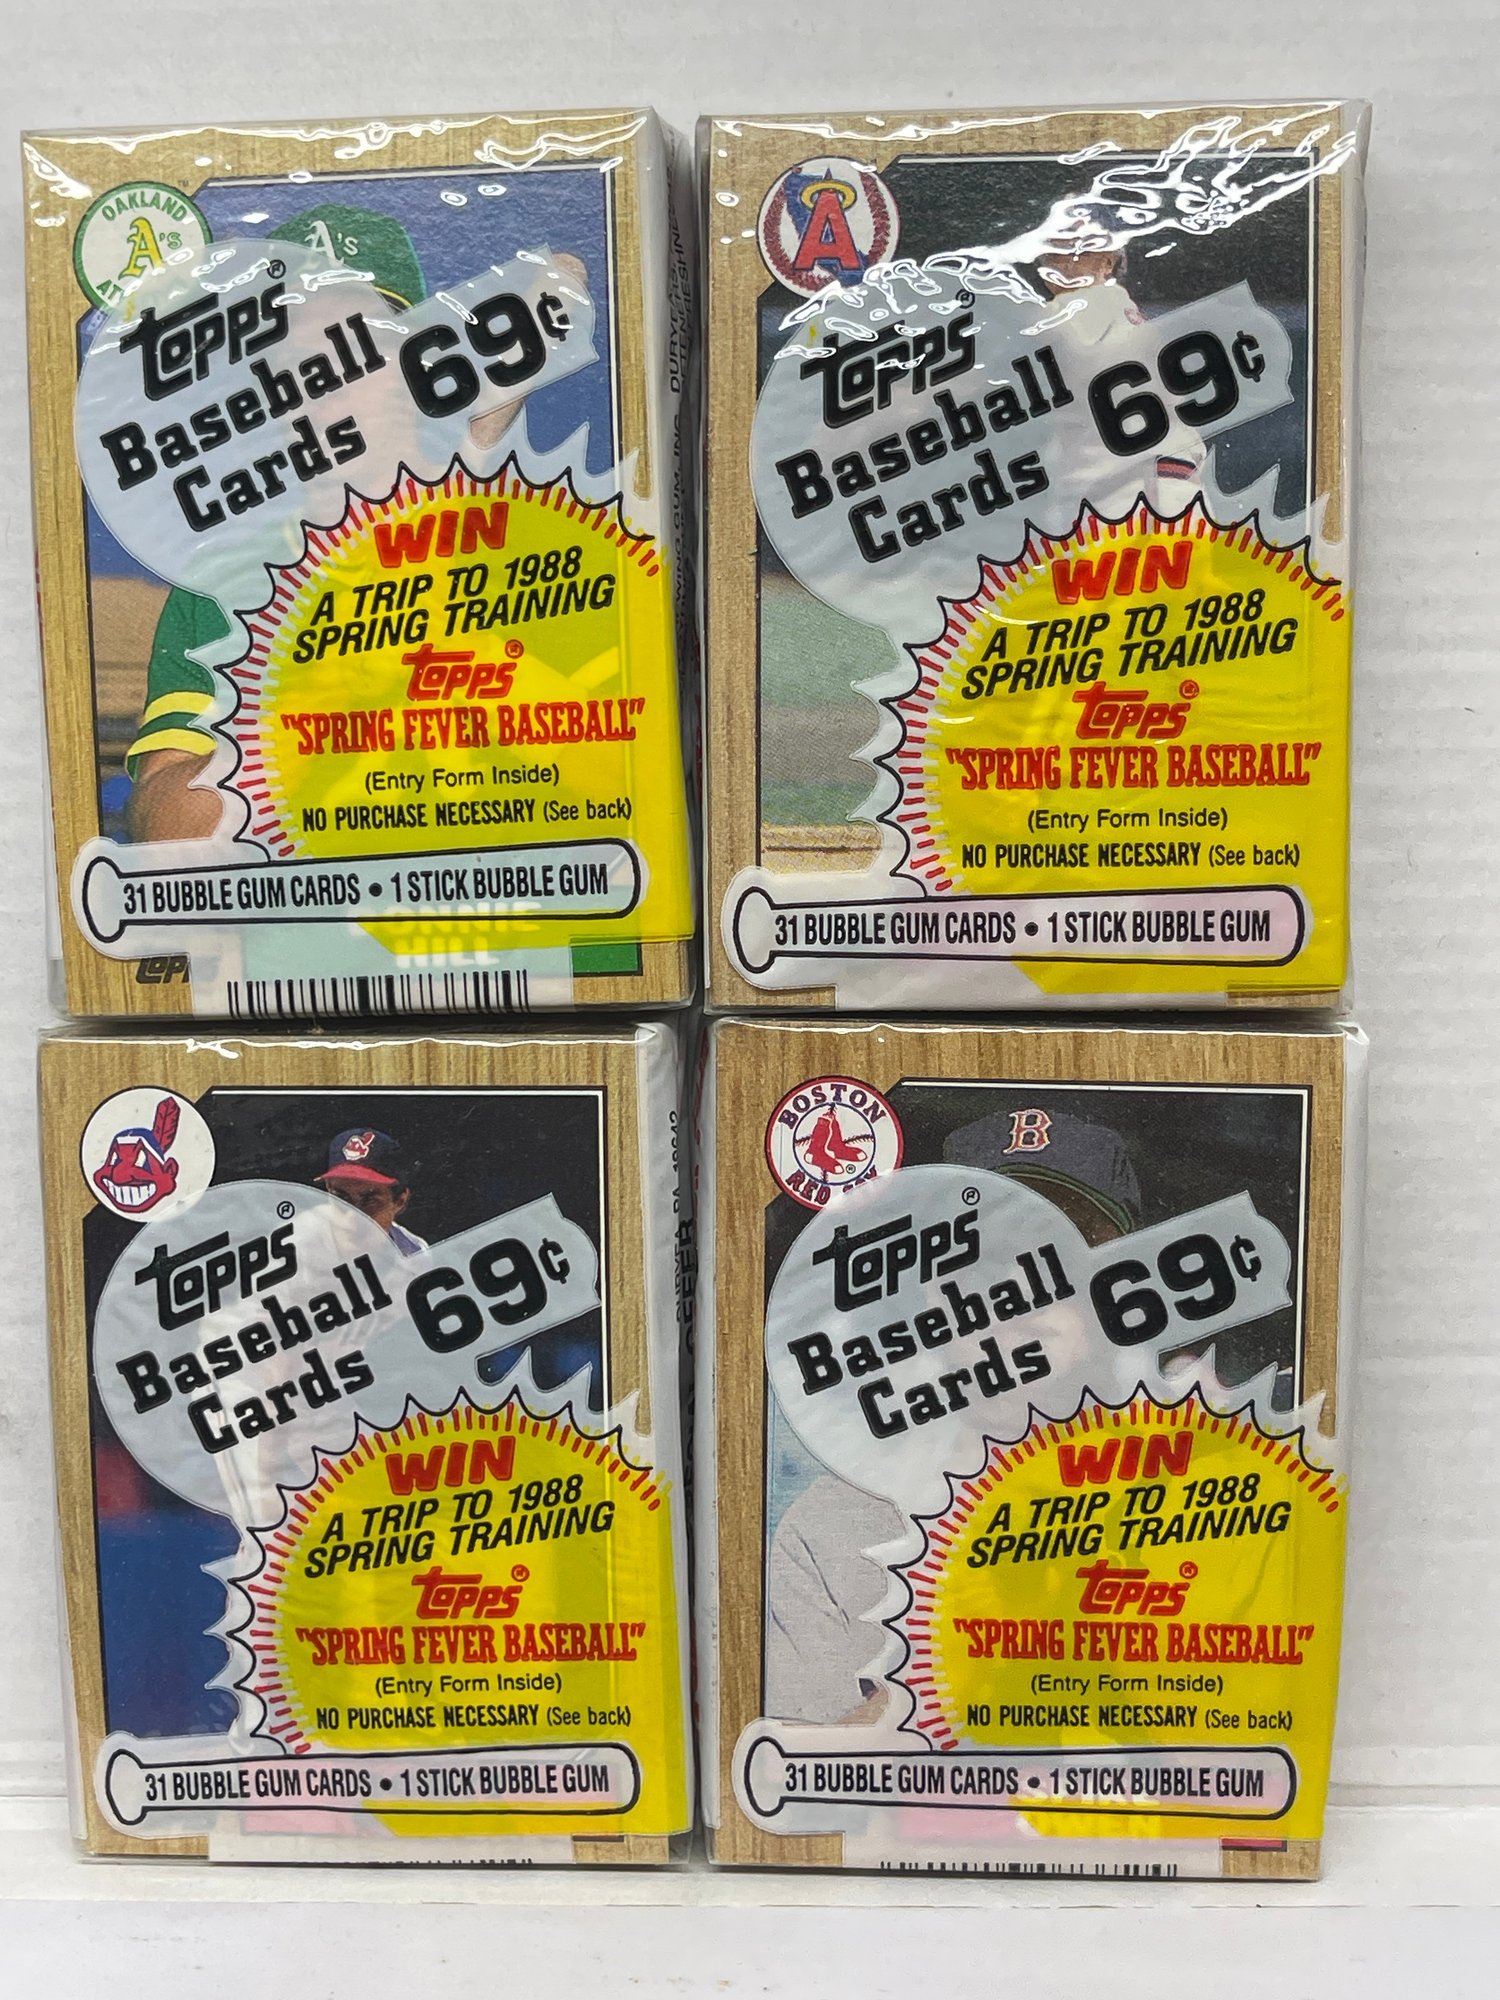 OAKLAND
A's
A's
Topps®
Baseball
Cards
69¢
WIN
A TRIP TO 1988
SPRING TRAINING
Topps®
"SPRING FEVER BASEBALL"
(Entry Form Inside)
NO PURCHASE NECESSARY (See back)
31 BUBBLE GUM CARDS • 1 STICK BUBBLE GUM
HILL
A
Topps®
Baseball
Cards
69¢
WIN
A TRIP TO 1988
SPRING TRAINING
Topps®
"SPRING FEVER BASEBALL"
(Entry Form Inside)
NO PURCHASE NECESSARY (See back)
31 BUBBLE GUM CARDS • 1 STICK BUBBLE GUM
Topps®
Baseball
Cards
69¢
WIN
A TRIP TO 1988
SPRING TRAINING
Topps®
"SPRING FEVER BASEBALL"
(Entry Form Inside)
NO PURCHASE NECESSARY (See back)
31 BUBBLE GUM CARDS • 1 STICK BUBBLE GUM
BOSTON
RED
B
Topps®
Baseball
Cards
69¢
WIN
A TRIP TO 1988
SPRING TRAINING
Topps®
"SPRING FEVER BASEBALL"
(Entry Form Inside)
NO PURCHASE NECESSARY (See back)
31 BUBBLE GUM CARDS • 1 STICK BUBBLE GUM
OWEN